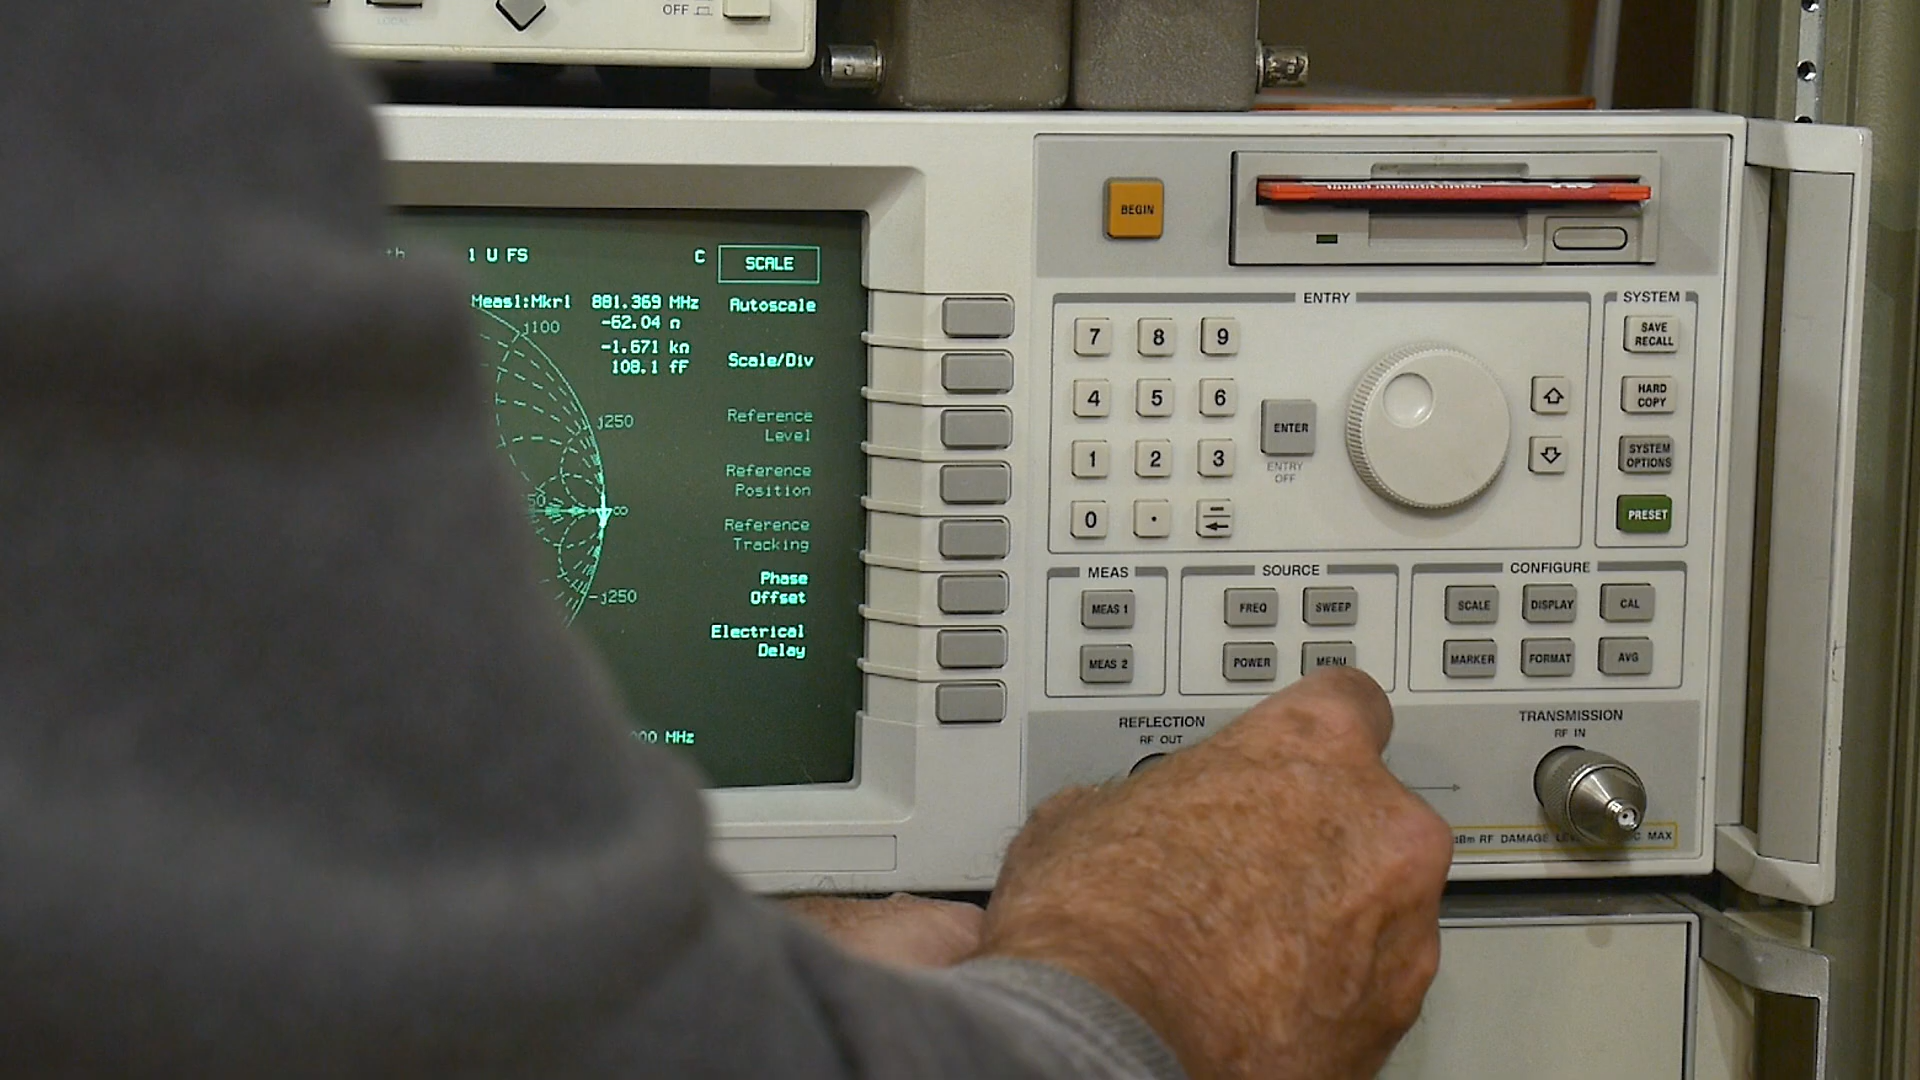 LOCAL
OFF
1 U FS
C
SCALE
Meas1:Mkr1 881.369 MHz
-62.04 Ω
-1.671 kΩ
108.1 fF
j100
j250
50
∞
-j250
MHz
Autoscale
Scale/Div
Reference
Level
Reference
Position
Reference
Tracking
Phase
Offset
Electrical
Delay
BEGIN
ENTRY
7 8 9
4 5 6
1 2 3
0 . -
ENTER
ENTRY
OFF
SYSTEM
SAVE
RECALL
HARD
COPY
SYSTEM
OPTIONS
PRESET
MEAS
MEAS 1
MEAS 2
SOURCE
FREQ SWEEP
POWER MENU
CONFIGURE
SCALE DISPLAY CAL
MARKER FORMAT AVG
REFLECTION
RF OUT
TRANSMISSION
RF IN
RF DAMAGE MAX